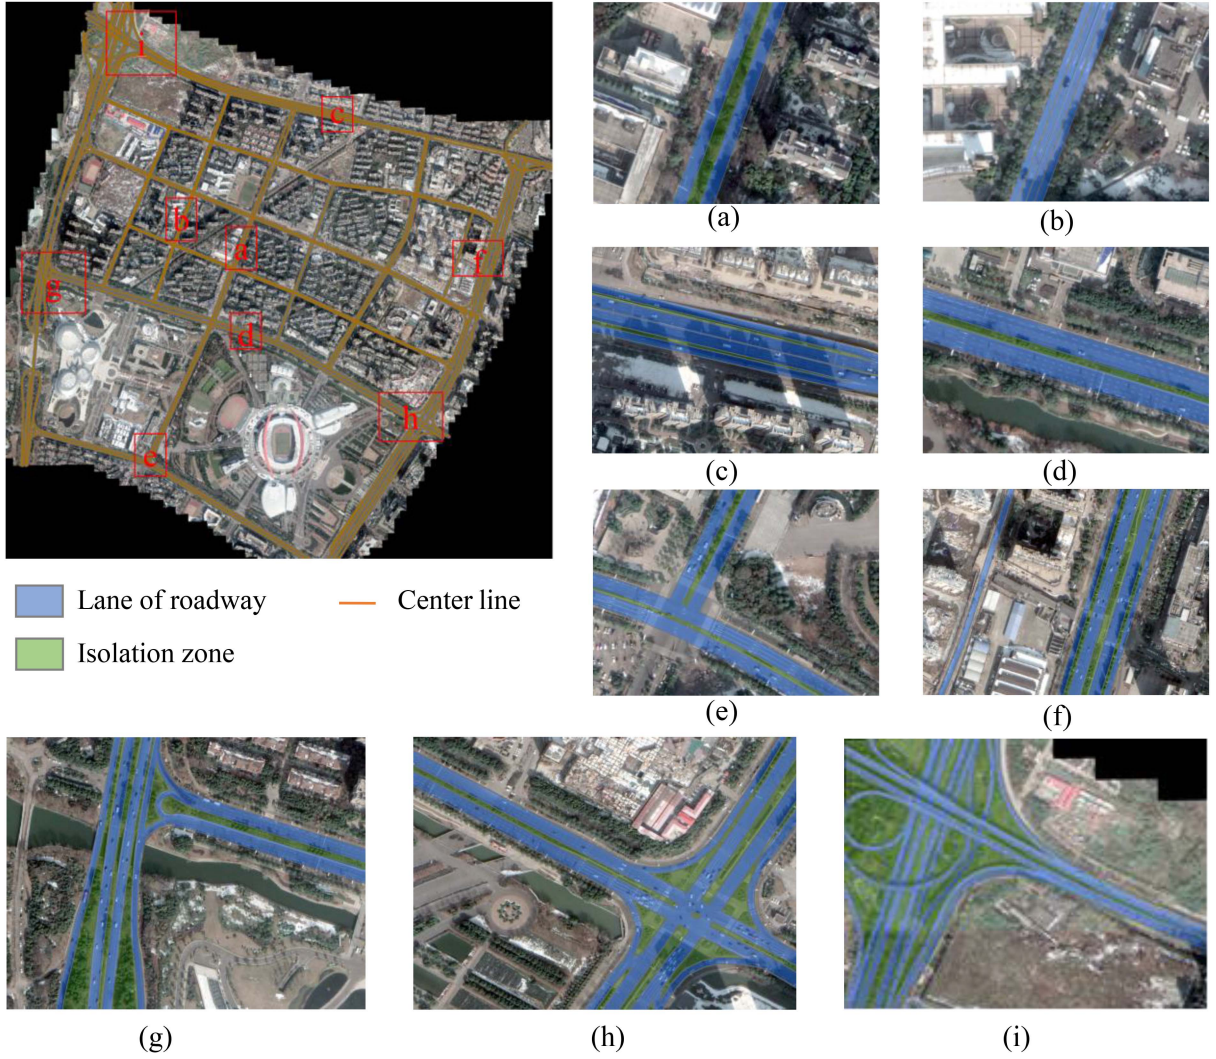 i
c
b
a
f
g
d
h
e
Lane of roadway
Center line
Isolation zone
(a)
(b)
(c)
(d)
(e)
(f)
(g)
(h)
(i)